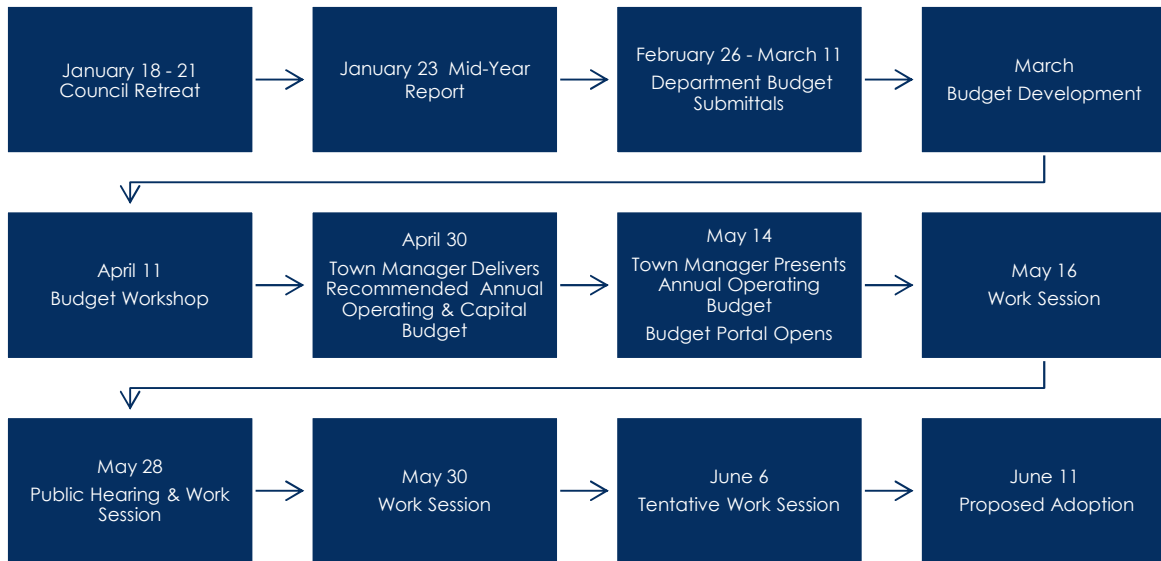 January 18 - 21
Council Retreat
January 23 Mid-Year
Report
February 26 - March 11
Department Budget
Submittals
March
Budget Development
April 11
Budget Workshop
April 30
Town Manager Delivers
Recommended Annual
Operating & Capital
Budget
May 14
Town Manager Presents
Annual Operating
Budget
Budget Portal Opens
May 16
Work Session
May 28
Public Hearing & Work
Session
May 30
Work Session
June 6
Tentative Work Session
June 11
Proposed Adoption